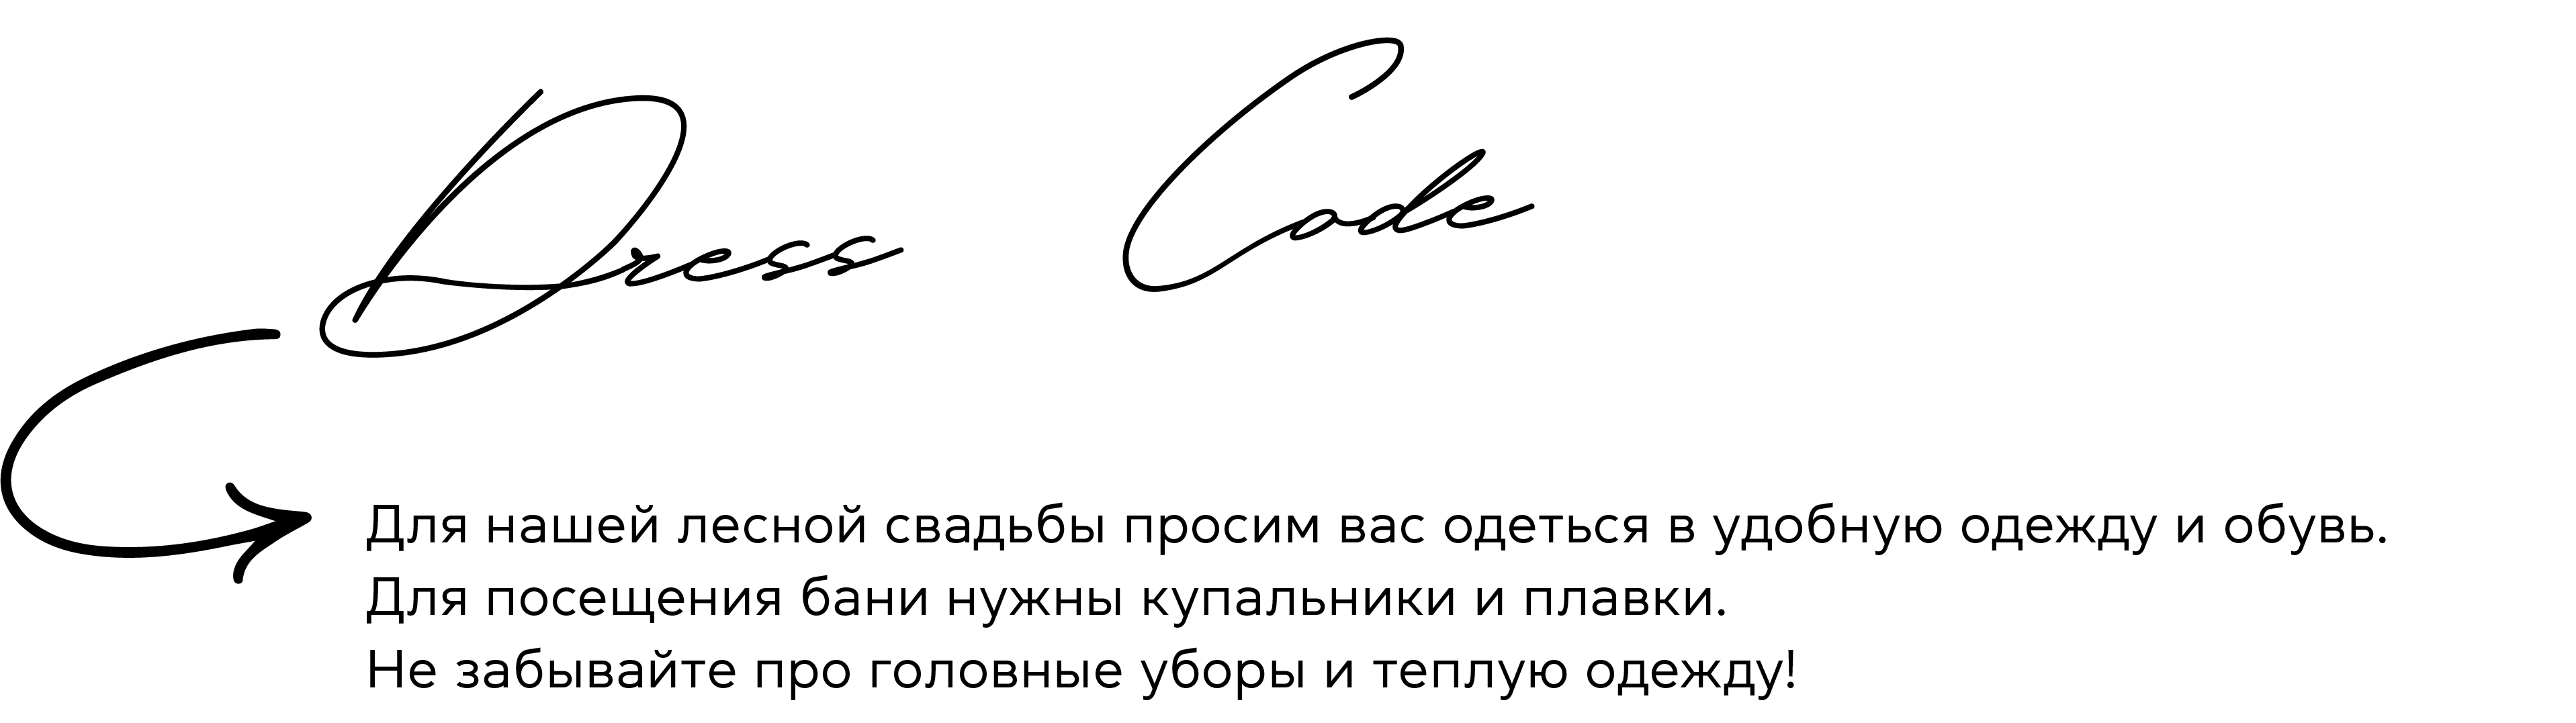 Dress Code
Для нашей лесной свадьбы просим вас одеться в удобную одежду и обувь.
Для посещения бани нужны купальники и плавки.
Не забывайте про головные уборы и теплую одежду!